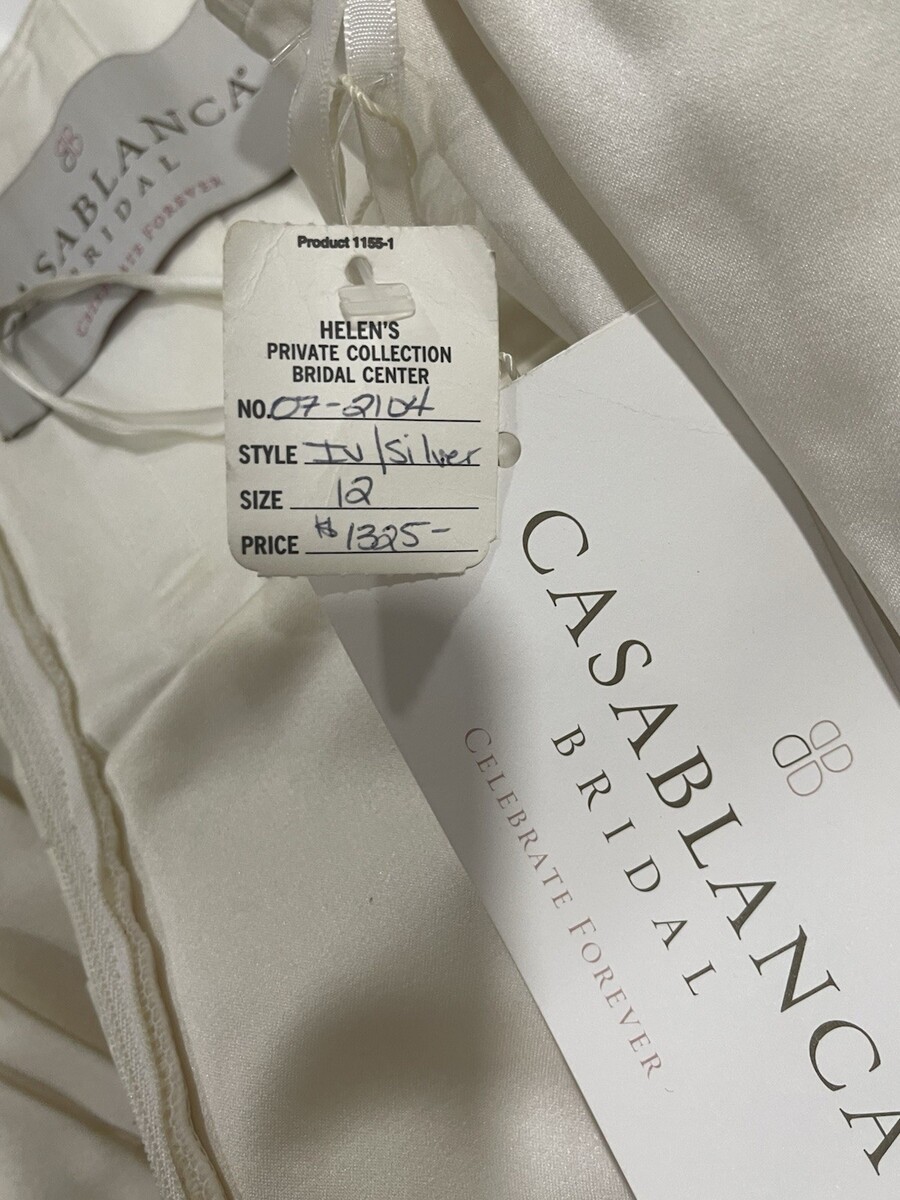 CASABLANCA®
BRIDAL
CELEBRATE FOREVER
Product 1155-1
HELEN'S
PRIVATE COLLECTION
BRIDAL CENTER
NO. 07-2104
STYLE IV/Silver
SIZE 12
PRICE $1325-
CASABLANCA
BRIDAL
CELEBRATE FOREVER